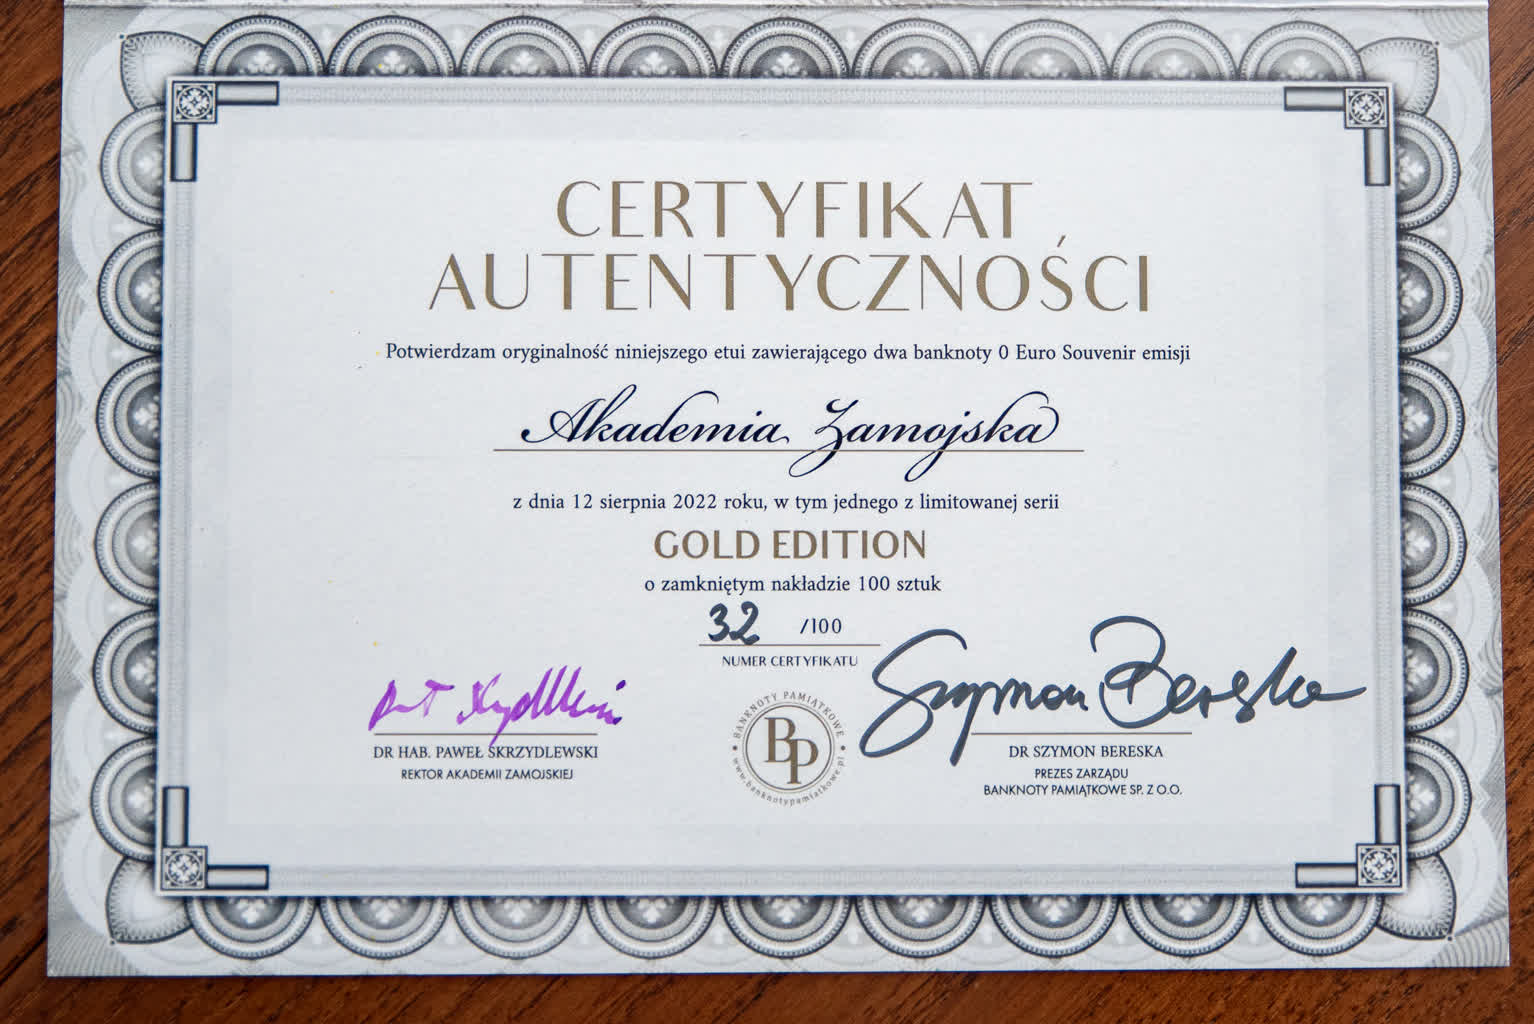 CERTYFIKAT
AUTENTYCZNOŚCI
Potwierdzam oryginalność niniejszego etui zawierającego dwa banknoty 0 Euro Souvenir emisji
Akademia Zamojska
z dnia 12 sierpnia 2022 roku, w tym jednego z limitowanej serii
GOLD EDITION
o zamkniętym nakładzie 100 sztuk
32 /100
NUMER CERTYFIKATU
Szymon Bereska
DR HAB. PAWEŁ SKRZYDLEWSKI
REKTOR AKADEMII ZAMOJSKIEJ
BANKNOTY PAMIĄTKOWE
BP
www.banknotypamiatkowe.pl
DR SZYMON BERESKA
PREZES ZARZĄDU
BANKNOTY PAMIĄTKOWE SP. Z O.O.